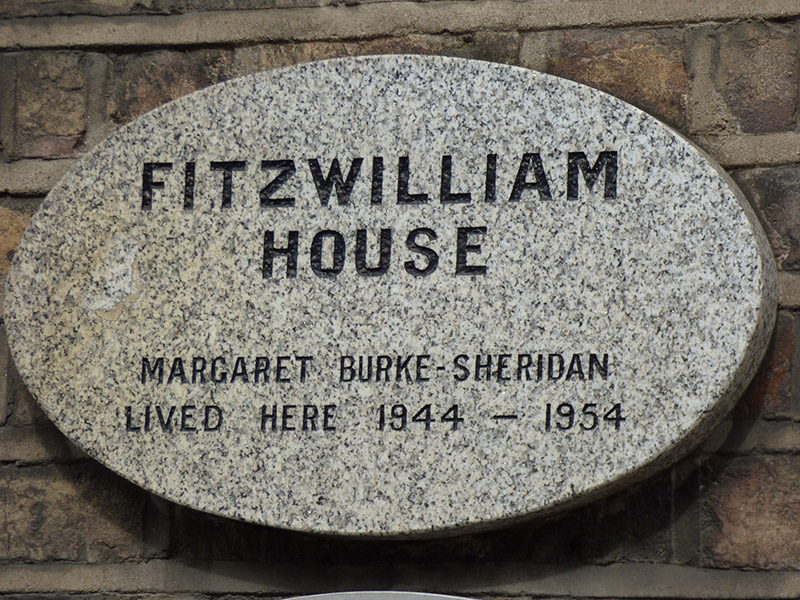 FITZWILLIAM
HOUSE
MARGARET BURKE-SHERIDAN
LIVED HERE 1944 – 1954